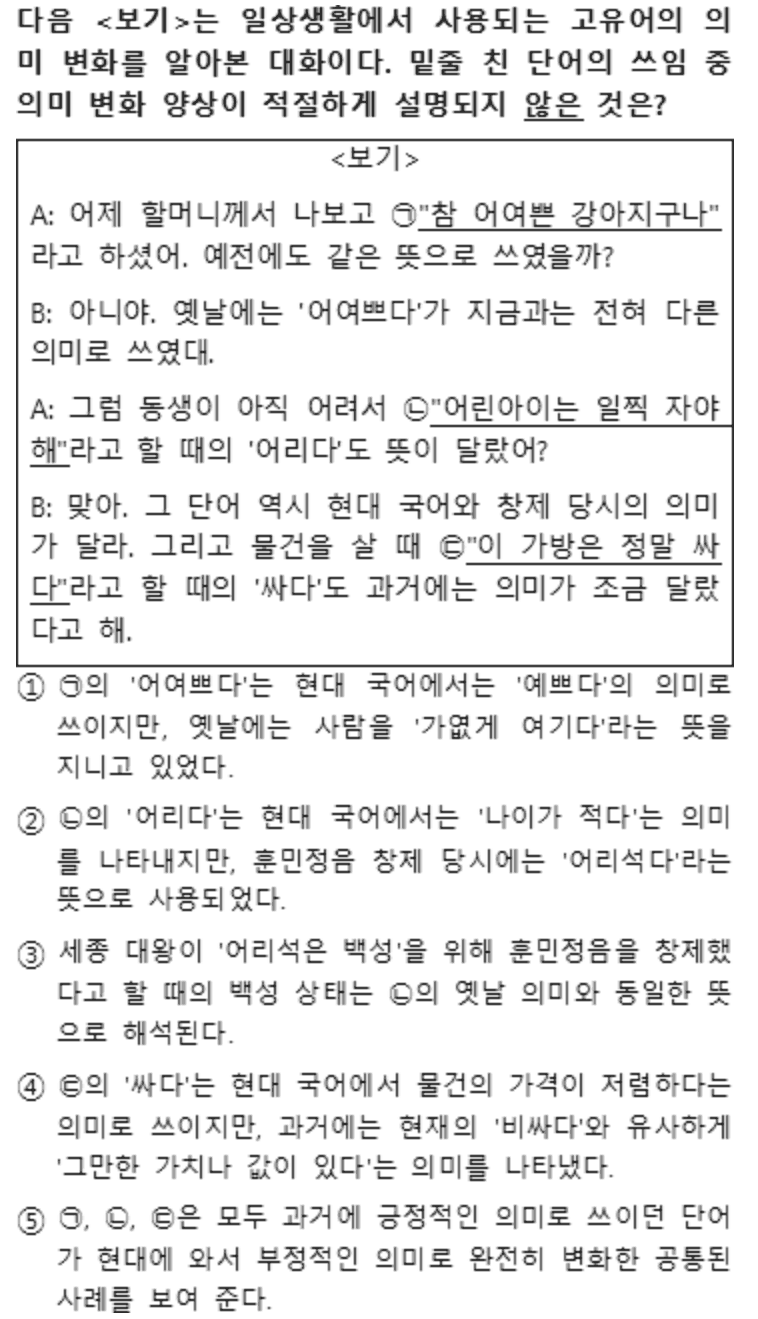 다음 <보기>는 일상생활에서 사용되는 고유어의 의
미 변화를 알아본 대화이다. 밑줄 친 단어의 쓰임 중
의미 변화 양상이 적절하게 설명되지 않은 것은?
<보기>
A: 어제 할머니께서 나보고 ㉠"참 어여쁜 강아지구나"
라고 하셨어. 예전에도 같은 뜻으로 쓰였을까?
B: 아니야. 옛날에는 '어여쁘다'가 지금과는 전혀 다른
의미로 쓰였대.
A: 그럼 동생이 아직 어려서 ㉡"어린아이는 일찍 자야
해"라고 할 때의 '어리다'도 뜻이 달랐어?
B: 맞아. 그 단어 역시 현대 국어와 창제 당시의 의미
가 달라. 그리고 물건을 살 때 ㉢"이 가방은 정말 싸
다"라고 할 때의 '싸다'도 과거에는 의미가 조금 달랐
다고 해.
① ㉠의 '어여쁘다'는 현대 국어에서는 '예쁘다'의 의미로
쓰이지만, 옛날에는 사람을 '가엾게 여기다'라는 뜻을
지니고 있었다.
② ㉡의 '어리다'는 현대 국어에서는 '나이가 적다'는 의미
를 나타내지만, 훈민정음 창제 당시에는 '어리석다'라는
뜻으로 사용되었다.
③ 세종 대왕이 '어리석은 백성'을 위해 훈민정음을 창제했
다고 할 때의 백성 상태는 ㉡의 옛날 의미와 동일한 뜻
으로 해석된다.
④ ㉢의 '싸다'는 현대 국어에서 물건의 가격이 저렴하다는
의미로 쓰이지만, 과거에는 현재의 '비싸다'와 유사하게
'그만한 가치나 값이 있다'는 의미를 나타냈다.
⑤ ㉠, ㉡, ㉢은 모두 과거에 긍정적인 의미로 쓰이던 단어
가 현대에 와서 부정적인 의미로 완전히 변화한 공통된
사례를 보여 준다.